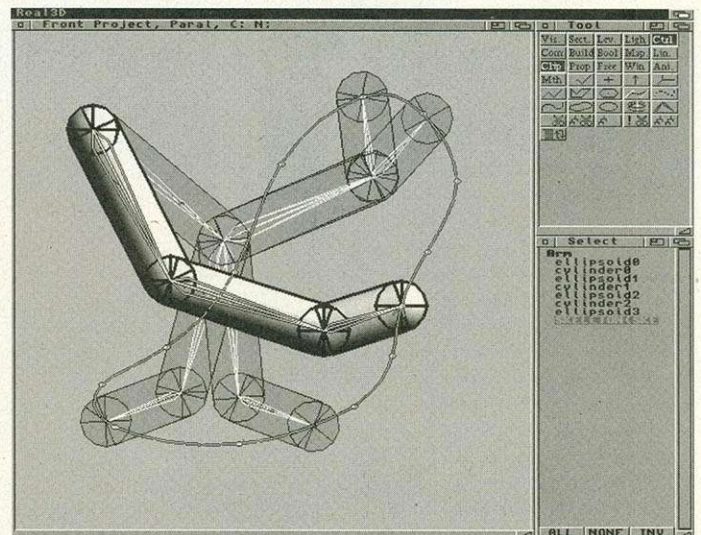 Real3D
Front Project, Paral, C: N:
Tool
Vis. Sect. Lev. Ligh. Ctrl
Com Build Bool Map. Lin.
Clip Prop Free Win. Ani.
Mth
Select
Arm
ellipsoid0
cylinder0
ellipsoid1
cylinder1
ellipsoid2
cylinder2
ellipsoid3
ALL NONE INV